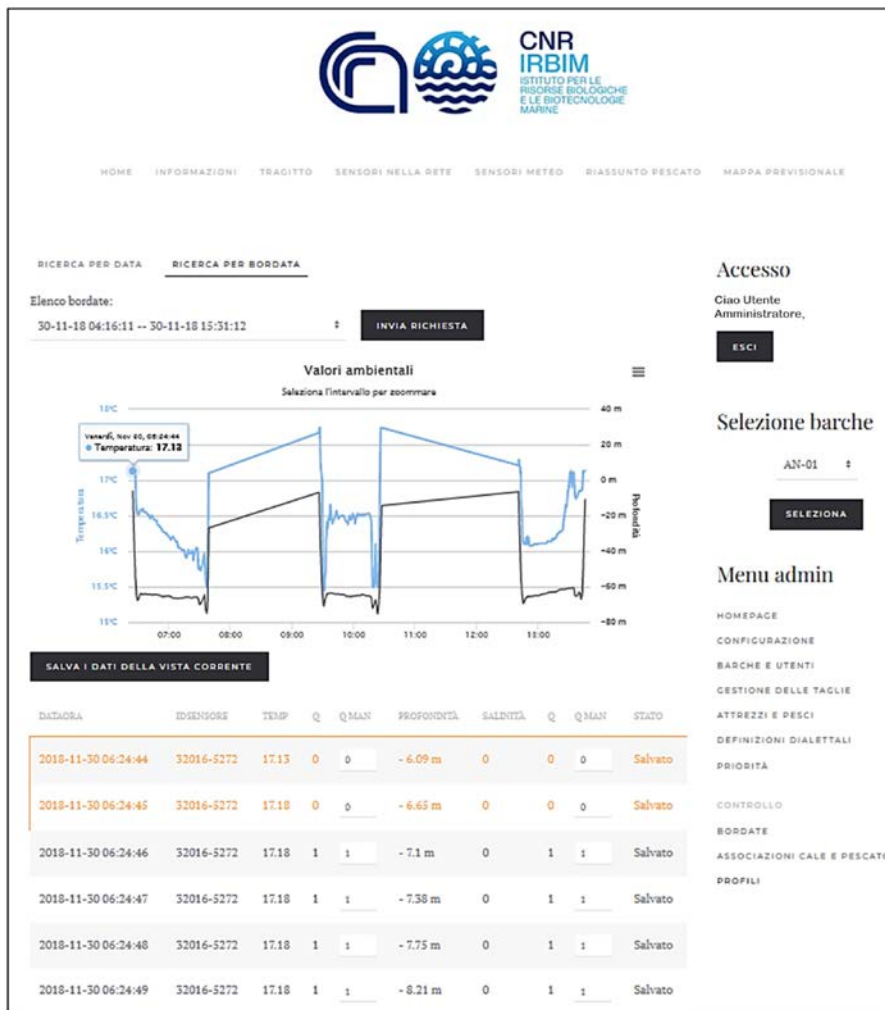 CNR
IRBIM
ISTITUTO PER LE
RISORSE BIOLOGICHE
E LE BIOTECNOLOGIE
MARINE
HOME INFORMAZIONI TRAGITTO SENSORI NELLA RETE SENSORI METEO RIASSUNTO PESCATO MAPPA PREVISIONALE
RICERCA PER DATA RICERCA PER BORDATA
Elenco bordate:
30-11-18 04:16:11 -- 30-11-18 15:31:12
INVIA RICHIESTA
Valori ambientali
Seleziona l'intervallo per zoommare
18°C
17°C
16.5°C
16°C
15.5°C
15°C
Temperatura
Venerdì, Nov 30, 06:24:44
Temperatura: 17.13
40 m
20 m
0 m
-20 m
-40 m
-60 m
-80 m
Profondità
07:00 08:00 09:00 10:00 11:00 12:00 13:00
SALVA I DATI DELLA VISTA CORRENTE
DATAORA IDSENSORE TEMP Q Q MAN PROFONDITÀ SALINITÀ Q Q MAN STATO
2018-11-30 06:24:44 32016-5272 17.13 0 0 - 6.09 m 0 0 0 Salvato
2018-11-30 06:24:45 32016-5272 17.18 0 0 - 6.65 m 0 0 0 Salvato
2018-11-30 06:24:46 32016-5272 17.18 1 1 - 7.1 m 0 1 1 Salvato
2018-11-30 06:24:47 32016-5272 17.18 1 1 - 7.38 m 0 1 1 Salvato
2018-11-30 06:24:48 32016-5272 17.18 1 1 - 7.75 m 0 1 1 Salvato
2018-11-30 06:24:49 32016-5272 17.18 1 1 - 8.21 m 0 1 1 Salvato
Accesso
Ciao Utente
Amministratore,
ESCI
Selezione barche
AN-01
SELEZIONA
Menu admin
HOMEPAGE
CONFIGURAZIONE
BARCHE E UTENTI
GESTIONE DELLE TAGLIE
ATTREZZI E PESCI
DEFINIZIONI DIALETTALI
PRIORITÀ
CONTROLLO
BORDATE
ASSOCIAZIONI CALE E PESCATO
PROFILI